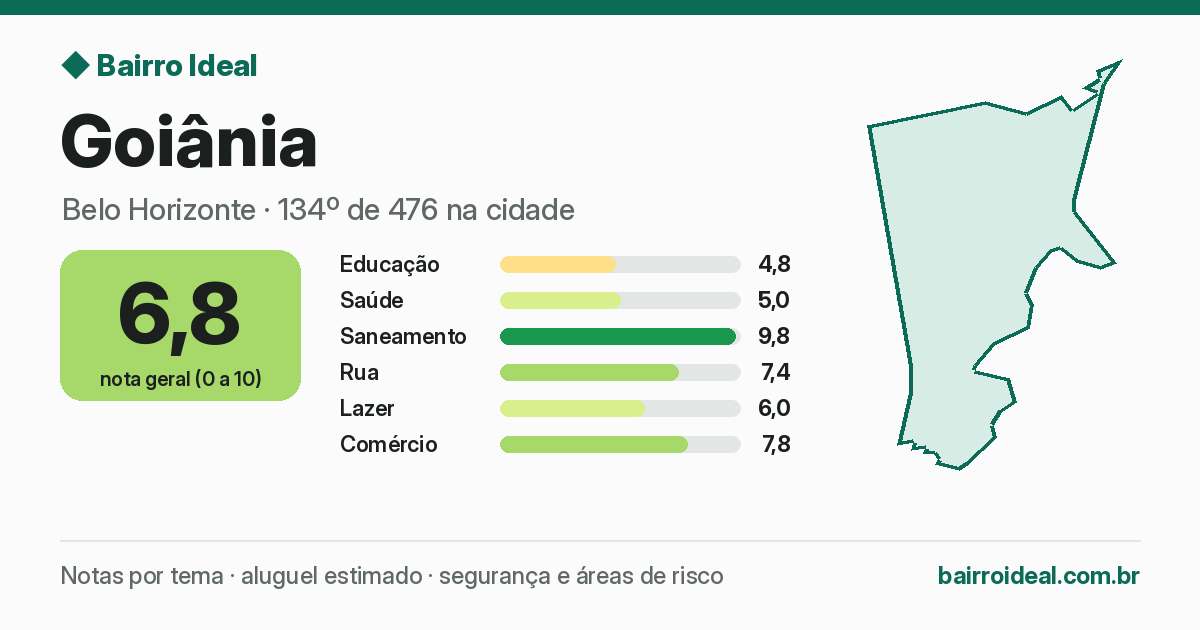 Bairro Ideal
Goiânia
Belo Horizonte · 134º de 476 na cidade
6,8
nota geral (0 a 10)
Educação 4,8
Saúde 5,0
Saneamento 9,8
Rua 7,4
Lazer 6,0
Comércio 7,8
Notas por tema · aluguel estimado · segurança e áreas de risco
bairroideal.com.br